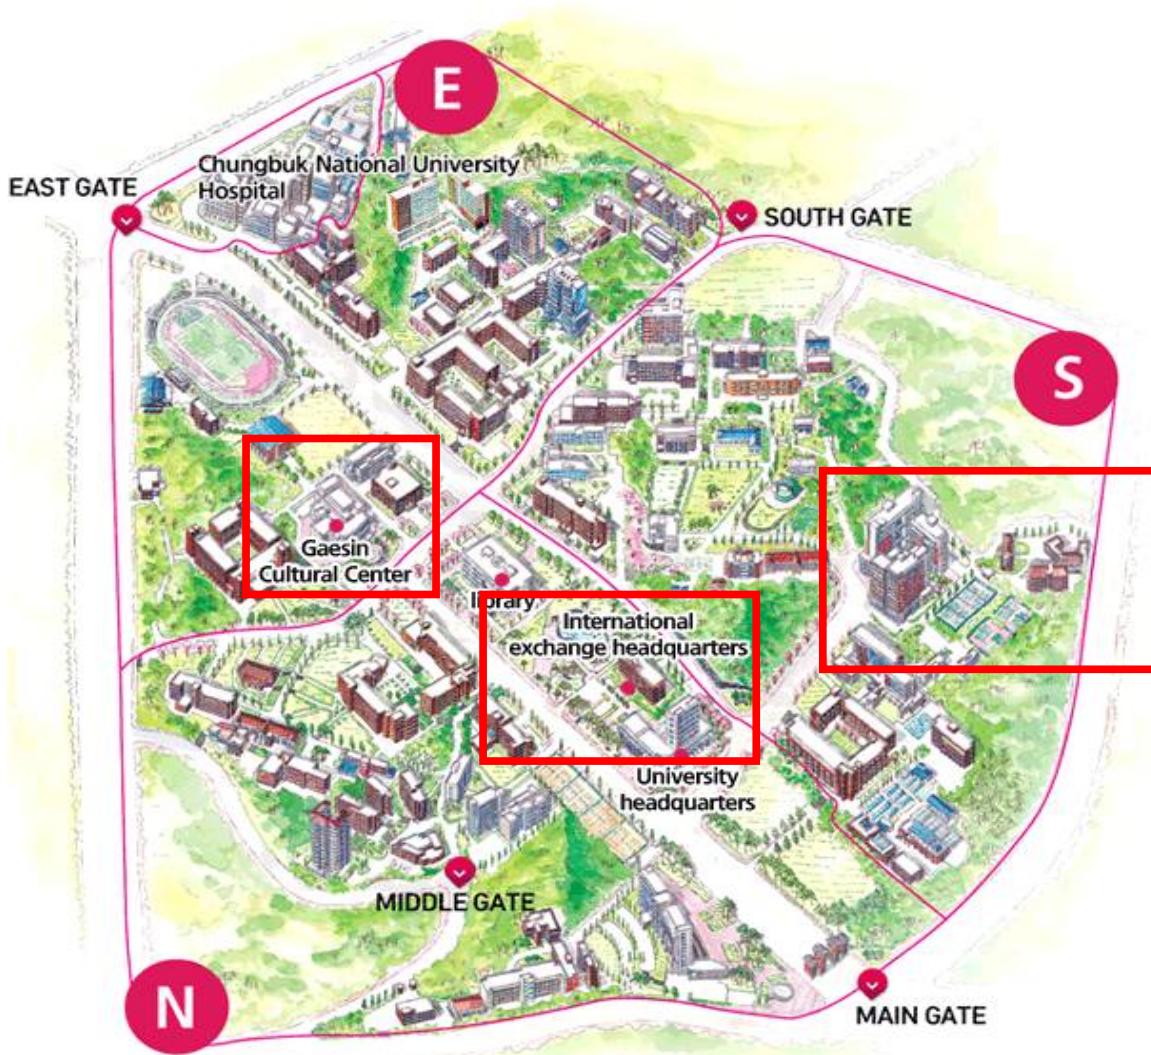 E
Chungbuk National University
Hospital
EAST GATE
SOUTH GATE
S
Gaesin
Cultural Center
library
International
exchange headquarters
University
headquarters
MIDDLE GATE
N
MAIN GATE